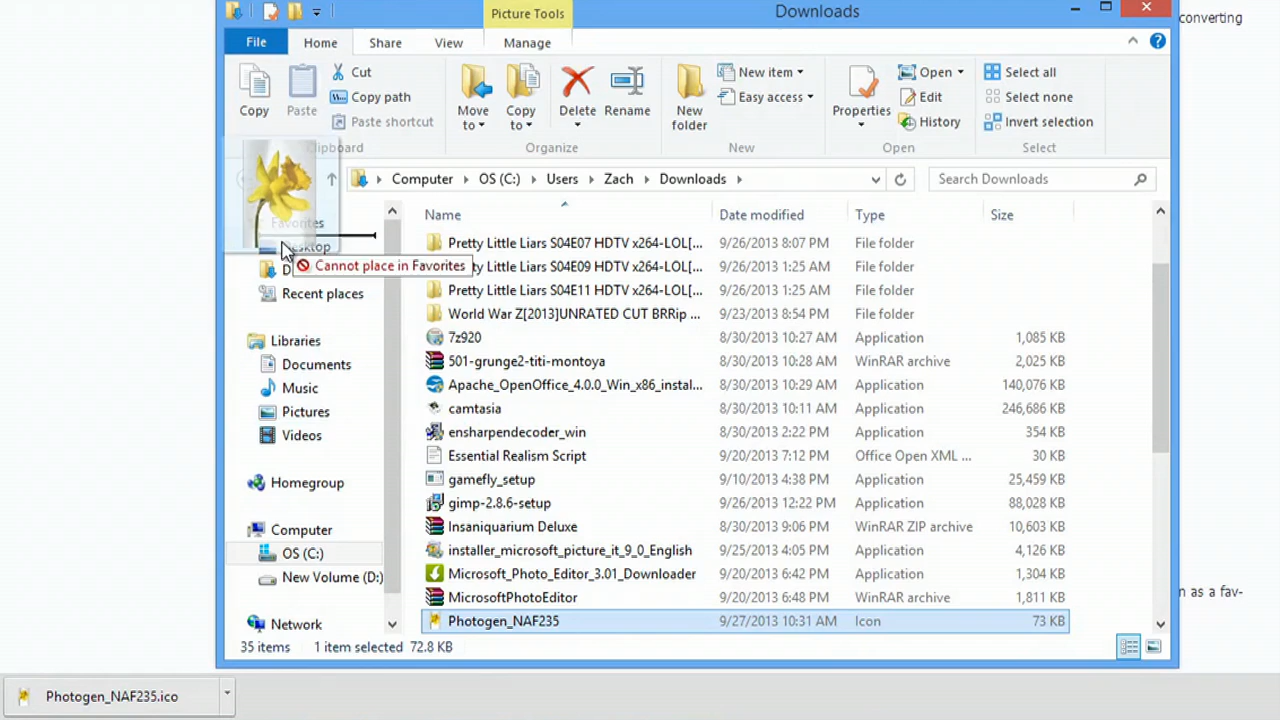 Picture Tools
Downloads
converting
File
Home
Share
View
Manage
Copy
Paste
Cut
Copy path
Paste shortcut
Move to
Copy to
Delete
Rename
New folder
New item
Easy access
Properties
Open
Edit
History
Select all
Select none
Invert selection
Organize
New
Open
Select
Computer
OS (C:)
Users
Zach
Downloads
Search Downloads
Favorites
Desktop
Cannot place in Favorites
Recent places
Libraries
Documents
Music
Pictures
Videos
Homegroup
Computer
OS (C:)
New Volume (D:)
Network
Name Date modified Type Size
Pretty Little Liars S04E07 HDTV x264-LOL[... 9/26/2013 8:07 PM File folder
Pretty Little Liars S04E09 HDTV x264-LOL[... 9/26/2013 1:25 AM File folder
Pretty Little Liars S04E11 HDTV x264-LOL[... 9/26/2013 1:25 AM File folder
World War Z[2013]UNRATED CUT BRRip ... 9/23/2013 8:54 PM File folder
7z920 8/30/2013 10:27 AM Application 1,085 KB
501-grunge2-titi-montoya 8/30/2013 10:28 AM WinRAR archive 2,025 KB
Apache_OpenOffice_4.0.0_Win_x86_instal... 8/30/2013 10:29 AM Application 140,076 KB
camtasia 8/30/2013 10:11 AM Application 246,686 KB
ensharpendecoder_win 8/30/2013 2:22 PM Application 354 KB
Essential Realism Script 9/20/2013 7:12 PM Office Open XML ... 30 KB
gamefly_setup 9/10/2013 4:38 PM Application 25,459 KB
gimp-2.8.6-setup 9/26/2013 12:22 PM Application 88,028 KB
Insaniquarium Deluxe 8/30/2013 9:06 PM WinRAR ZIP archive 10,603 KB
installer_microsoft_picture_it_9_0_English 9/25/2013 4:05 PM Application 4,126 KB
Microsoft_Photo_Editor_3.01_Downloader 9/20/2013 6:42 PM Application 1,304 KB
MicrosoftPhotoEditor 9/20/2013 6:48 PM WinRAR archive 1,811 KB
Photogen_NAF235 9/27/2013 10:31 AM Icon 73 KB
as a fav-
35 items 1 item selected 72.8 KB
Photogen_NAF235.ico